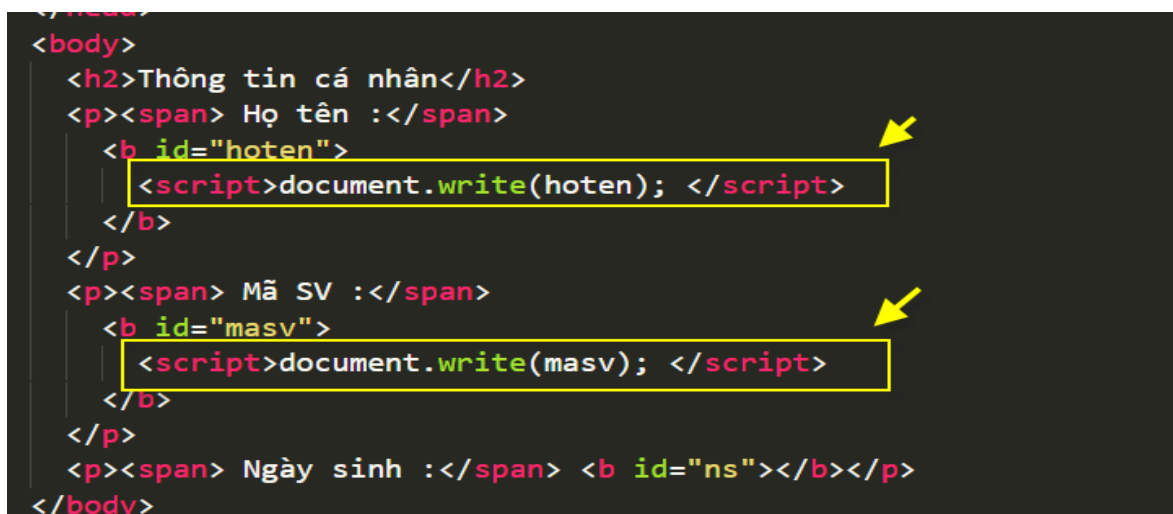 <body>
<h2>Thông tin cá nhân</h2>
<p><span> Họ tên :</span>
<b id="hoten">
<script>document.write(hoten); </script>
</b>
</p>
<p><span> Mã SV :</span>
<b id="masv">
<script>document.write(masv); </script>
</b>
</p>
<p><span> Ngày sinh :</span> <b id="ns"></b></p>
</body>